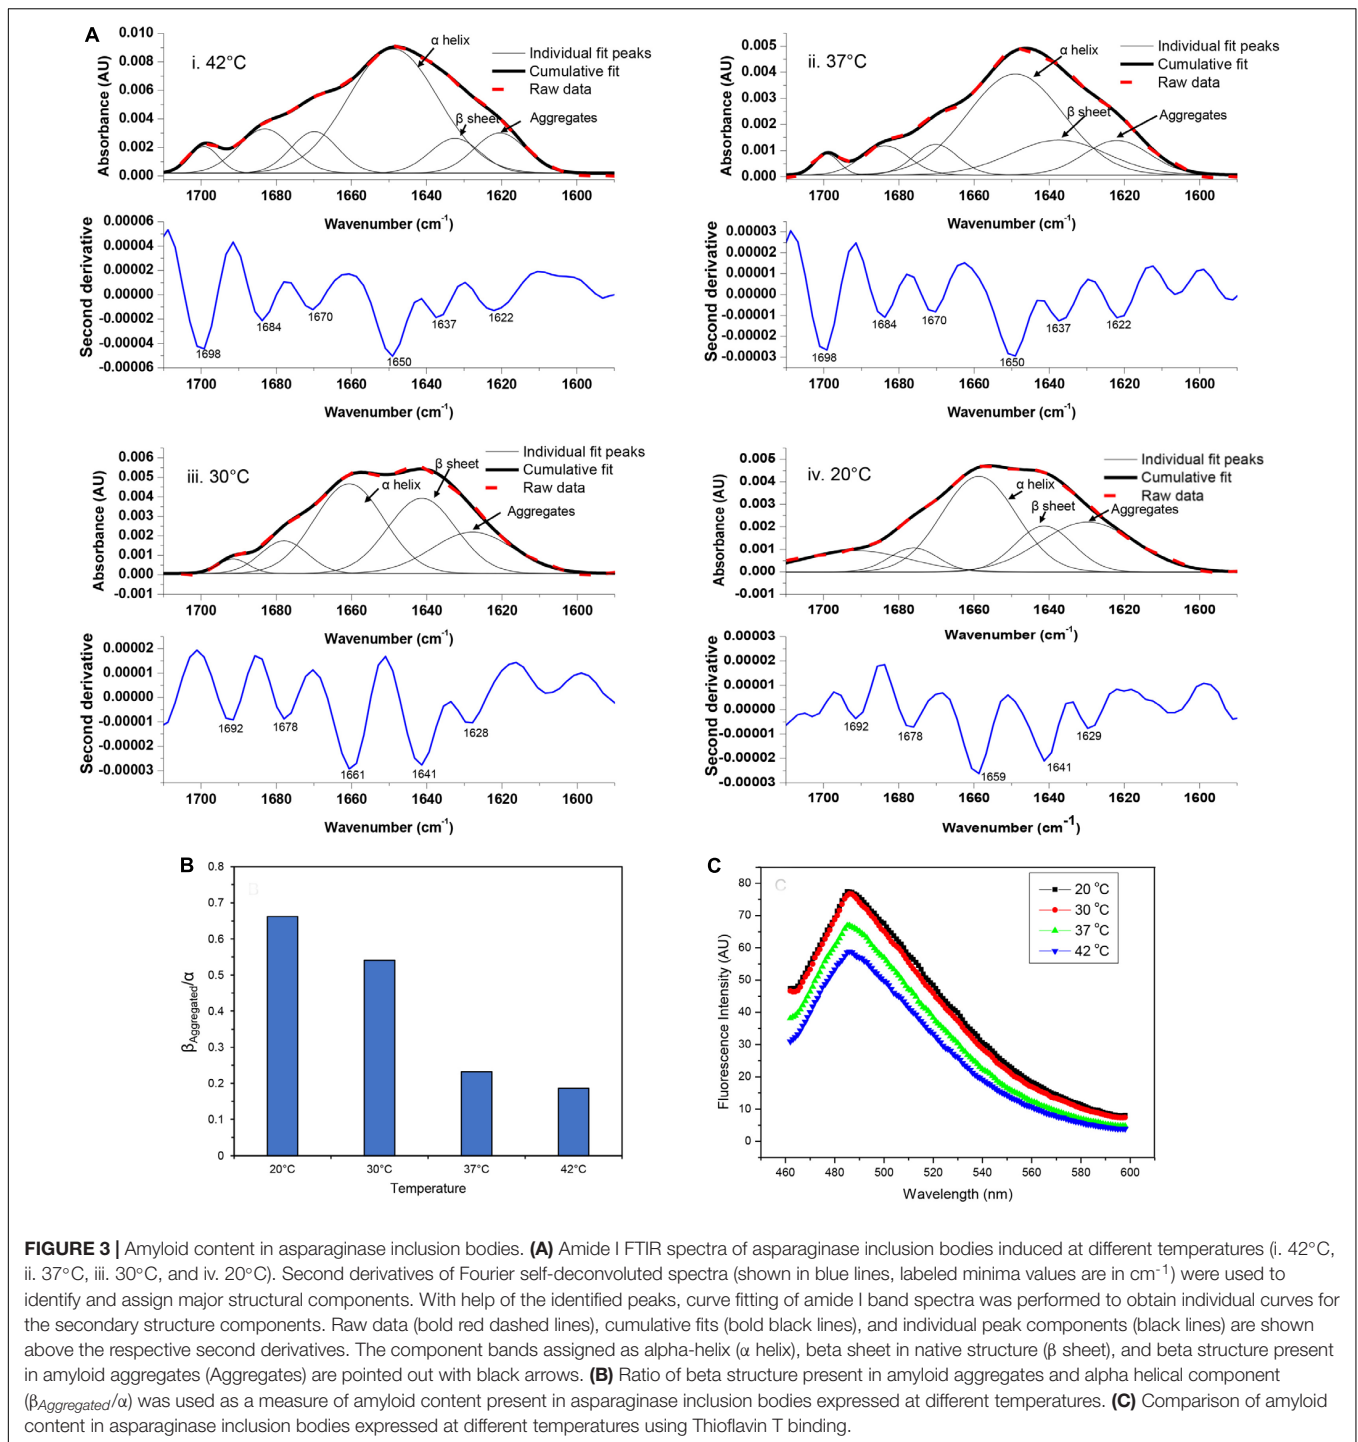 A
i. 42°C
α helix
Individual fit peaks
Cumulative fit
Raw data
β sheet
Aggregates
Absorbance (AU)
0.010
0.008
0.006
0.004
0.002
0.000
1700 1680 1660 1640 1620 1600
Wavenumber (cm-1)
Second derivative
0.00006
0.00004
0.00002
0.00000
-0.00002
-0.00004
-0.00006
1698
1684
1670
1650
1637
1622
1700 1680 1660 1640 1620 1600
Wavenumber (cm-1)
ii. 37°C
α helix
Individual fit peaks
Cumulative fit
Raw data
β sheet
Aggregates
Absorbance (AU)
0.005
0.004
0.003
0.002
0.001
0.000
1700 1680 1660 1640 1620 1600
Wavenumber (cm-1)
Second derivative
0.00003
0.00002
0.00001
0.00000
-0.00001
-0.00002
-0.00003
1698
1684
1670
1650
1637
1622
1700 1680 1660 1640 1620 1600
Wavenumber (cm-1)
iii. 30°C
β sheet
Individual fit peaks
Cumulative fit
Raw data
α helix
Aggregates
Absorbance (AU)
0.006
0.005
0.004
0.003
0.002
0.001
0.000
-0.001
1700 1680 1660 1640 1620 1600
Wavenumber (cm-1)
Second derivative
0.00002
0.00001
0.00000
-0.00001
-0.00002
-0.00003
1692
1678
1661
1641
1628
1700 1680 1660 1640 1620 1600
Wavenumber (cm-1)
iv. 20°C
Individual fit peaks
Cumulative fit
Raw data
α helix
β sheet
Aggregates
Absorbance (AU)
0.005
0.004
0.002
0.001
0.000
-0.001
1700 1680 1660 1640 1620 1600
Wavenumber (cm-1)
Second derivative
0.00003
0.00002
0.00001
0.00000
-0.00001
-0.00002
-0.00003
1692
1678
1659
1641
1629
1700 1680 1660 1640 1620 1600
Wavenumber (cm-1)
B
B
βAggregated/α
0.8
0.7
0.6
0.5
0.4
0.3
0.2
0.1
0
20°C 30°C 37°C 42°C
Temperature
C
C
20 °C
30 °C
37 °C
42 °C
Fluorescence Intensity (AU)
80
70
60
50
40
30
20
10
0
460 480 500 520 540 560 580 600
Wavelength (nm)
FIGURE 3 | Amyloid content in asparaginase inclusion bodies. (A) Amide I FTIR spectra of asparaginase inclusion bodies induced at different temperatures (i. 42°C,
ii. 37°C, iii. 30°C, and iv. 20°C). Second derivatives of Fourier self-deconvoluted spectra (shown in blue lines, labeled minima values are in cm-1) were used to
identify and assign major structural components. With help of the identified peaks, curve fitting of amide I band spectra was performed to obtain individual curves for
the secondary structure components. Raw data (bold red dashed lines), cumulative fits (bold black lines), and individual peak components (black lines) are shown
above the respective second derivatives. The component bands assigned as alpha-helix (α helix), beta sheet in native structure (β sheet), and beta structure present
in amyloid aggregates (Aggregates) are pointed out with black arrows. (B) Ratio of beta structure present in amyloid aggregates and alpha helical component
(βAggregated/α) was used as a measure of amyloid content present in asparaginase inclusion bodies expressed at different temperatures. (C) Comparison of amyloid
content in asparaginase inclusion bodies expressed at different temperatures using Thioflavin T binding.